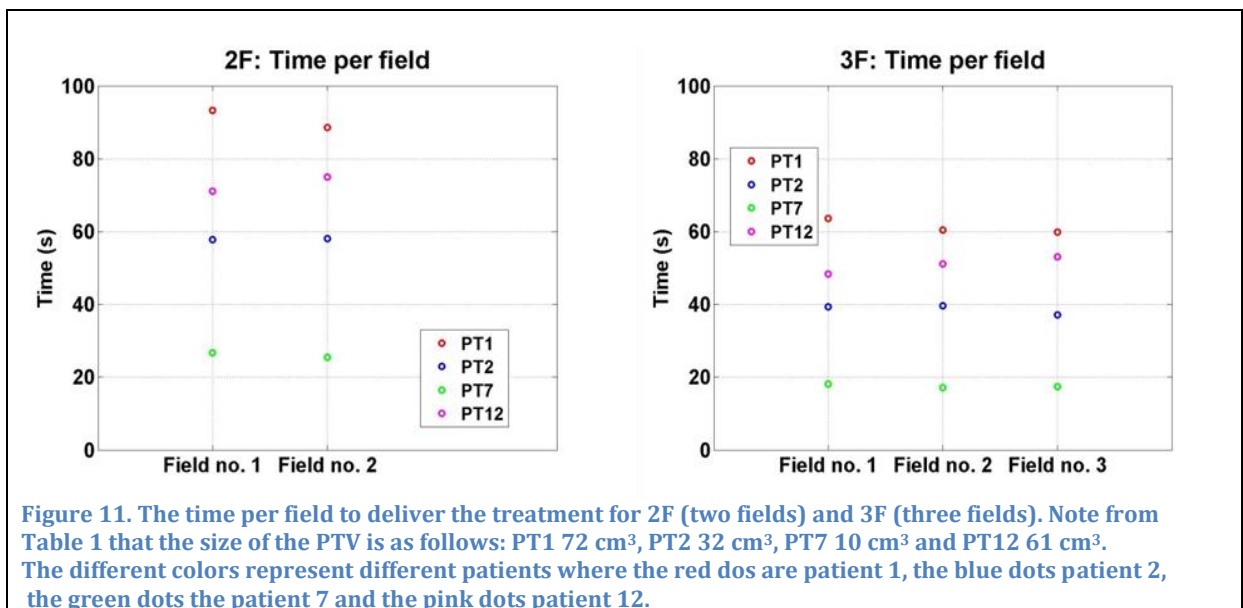 2F: Time per field
100
80
60
40
20
0
Time (s)
Field no. 1 Field no. 2
PT1
PT2
PT7
PT12
3F: Time per field
100
80
60
40
20
0
Time (s)
Field no. 1 Field no. 2 Field no. 3
PT1
PT2
PT7
PT12
Figure 11. The time per field to deliver the treatment for 2F (two fields) and 3F (three fields). Note from
Table 1 that the size of the PTV is as follows: PT1 72 cm³, PT2 32 cm³, PT7 10 cm³ and PT12 61 cm³.
The different colors represent different patients where the red dos are patient 1, the blue dots patient 2,
the green dots the patient 7 and the pink dots patient 12.